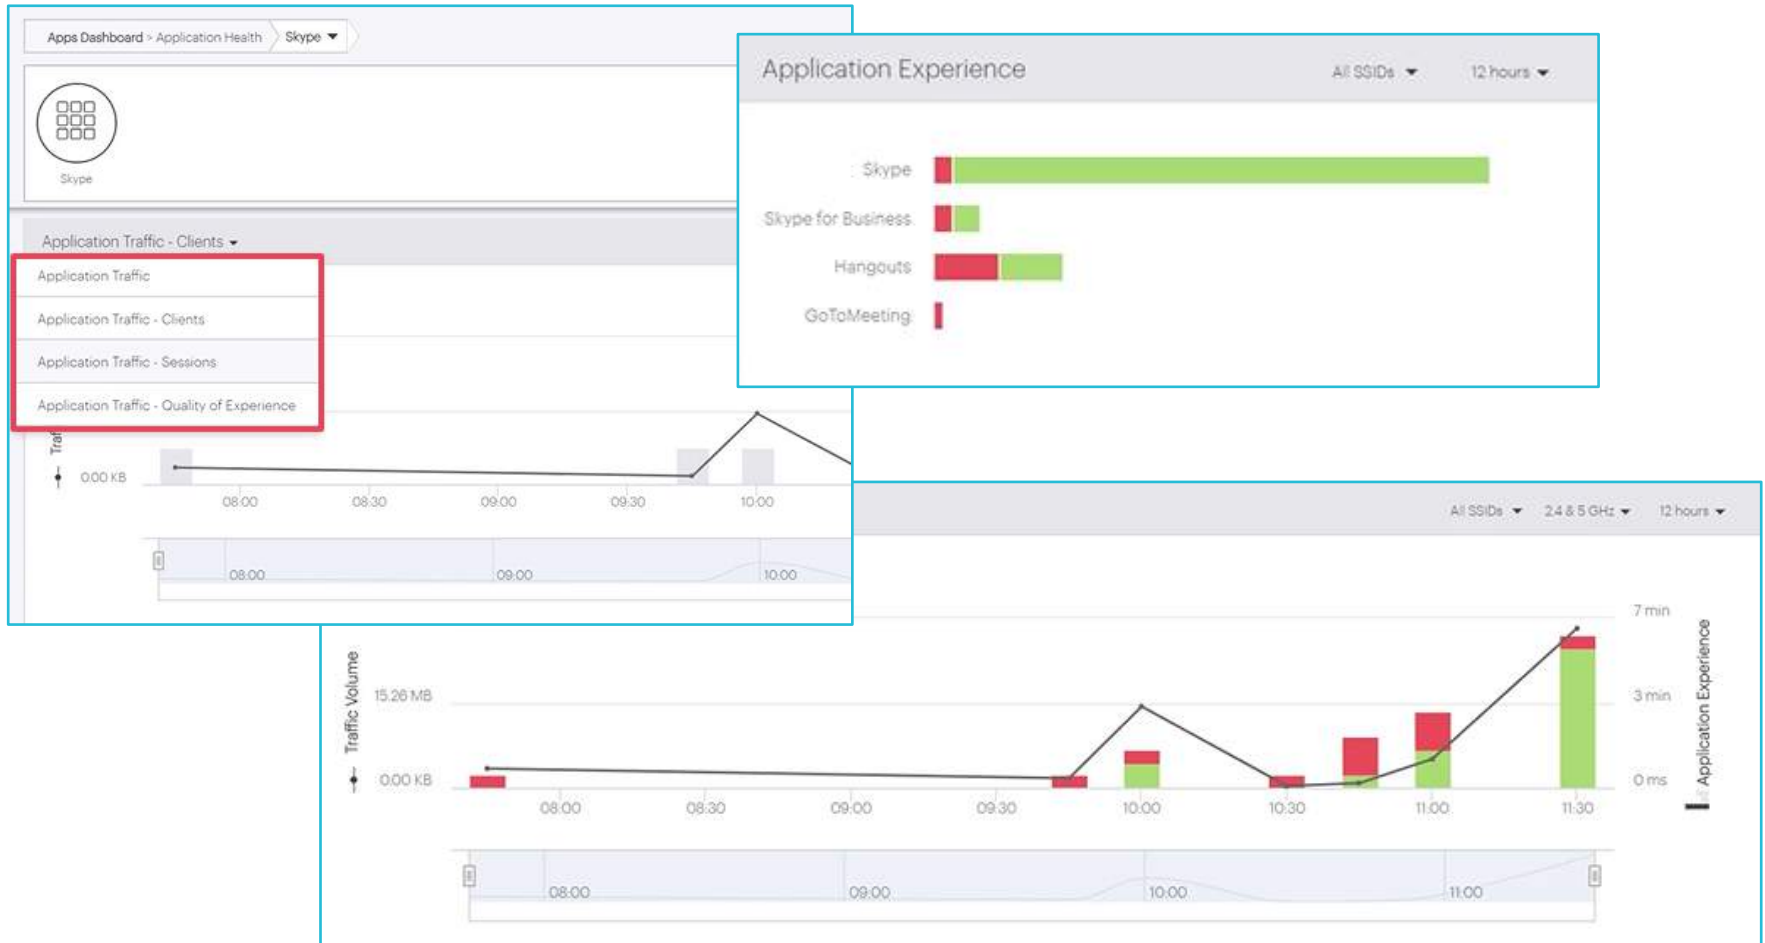 Apps Dashboard > Application Health
Skype
Skype
Application Traffic - Clients
Application Traffic
Application Traffic - Clients
Application Traffic - Sessions
Application Traffic - Quality of Experience
0.00 KB
08:00 08:30 09:00 09:30 10:00
08:00 09:00 10:00
Application Experience
All SSIDs 12 hours
Skype
Skype for Business
Hangouts
GoToMeeting
All SSIDs 2.4 & 5 GHz 12 hours
Traffic Volume
15.26 MB
0.00 KB
7 min
3 min
0 ms
Application Experience
08:00 08:30 09:00 09:30 10:00 10:30 11:00 11:30
08:00 09:00 10:00 11:00